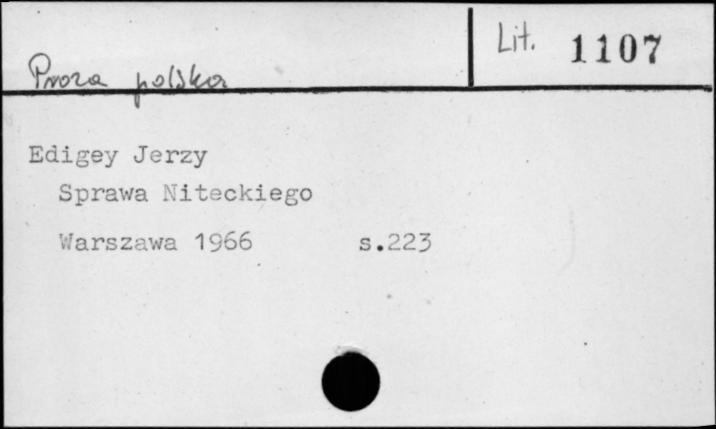 Lit. 1107
Proza polska
Edigey Jerzy
Sprawa Niteckiego
Warszawa 1966 s.223